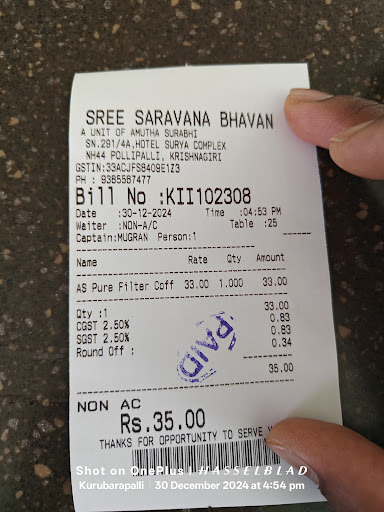 SREE SARAVANA BHAVAN
A UNIT OF AMUTHA SURABHI
SN.291/4A,HOTEL SURYA COMPLEX
NH44 POLLIPALLI, KRISHNAGIRI
GSTIN:33ACJFS8409E1Z3
PH : 9385587477
Bill No :KII102308
Date :30-12-2024 Time :04:53 PM
Waiter :NON-A/C Table :25
Captain:MUGRAN Person:1
Name Rate Qty Amount
AS Pure Filter Coff 33.00 1.000 33.00
Qty :1 33.00
CGST 2.50% 0.83
SGST 2.50% 0.83
Round Off : 0.34
35.00
PAID
NON AC
Rs.35.00
THANKS FOR OPPORTUNITY TO SERVE
Shot on OnePlus | HASSELBLAD
Kurubarapalli 30 December 2024 at 4:54 pm